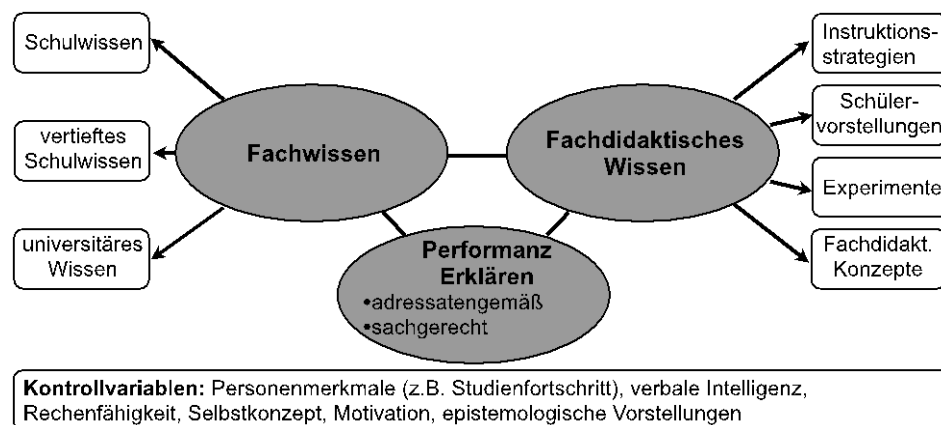 Schulwissen
vertieftes
Schulwissen
universitäres
Wissen
Fachwissen
Fachdidaktisches
Wissen
Performanz
Erklären
•adressatengemäß
•sachgerecht
Instruktions-
strategien
Schüler-
vorstellungen
Experimente
Fachdidakt.
Konzepte
Kontrollvariablen: Personenmerkmale (z.B. Studienfortschritt), verbale Intelligenz,
Rechenfähigkeit, Selbstkonzept, Motivation, epistemologische Vorstellungen